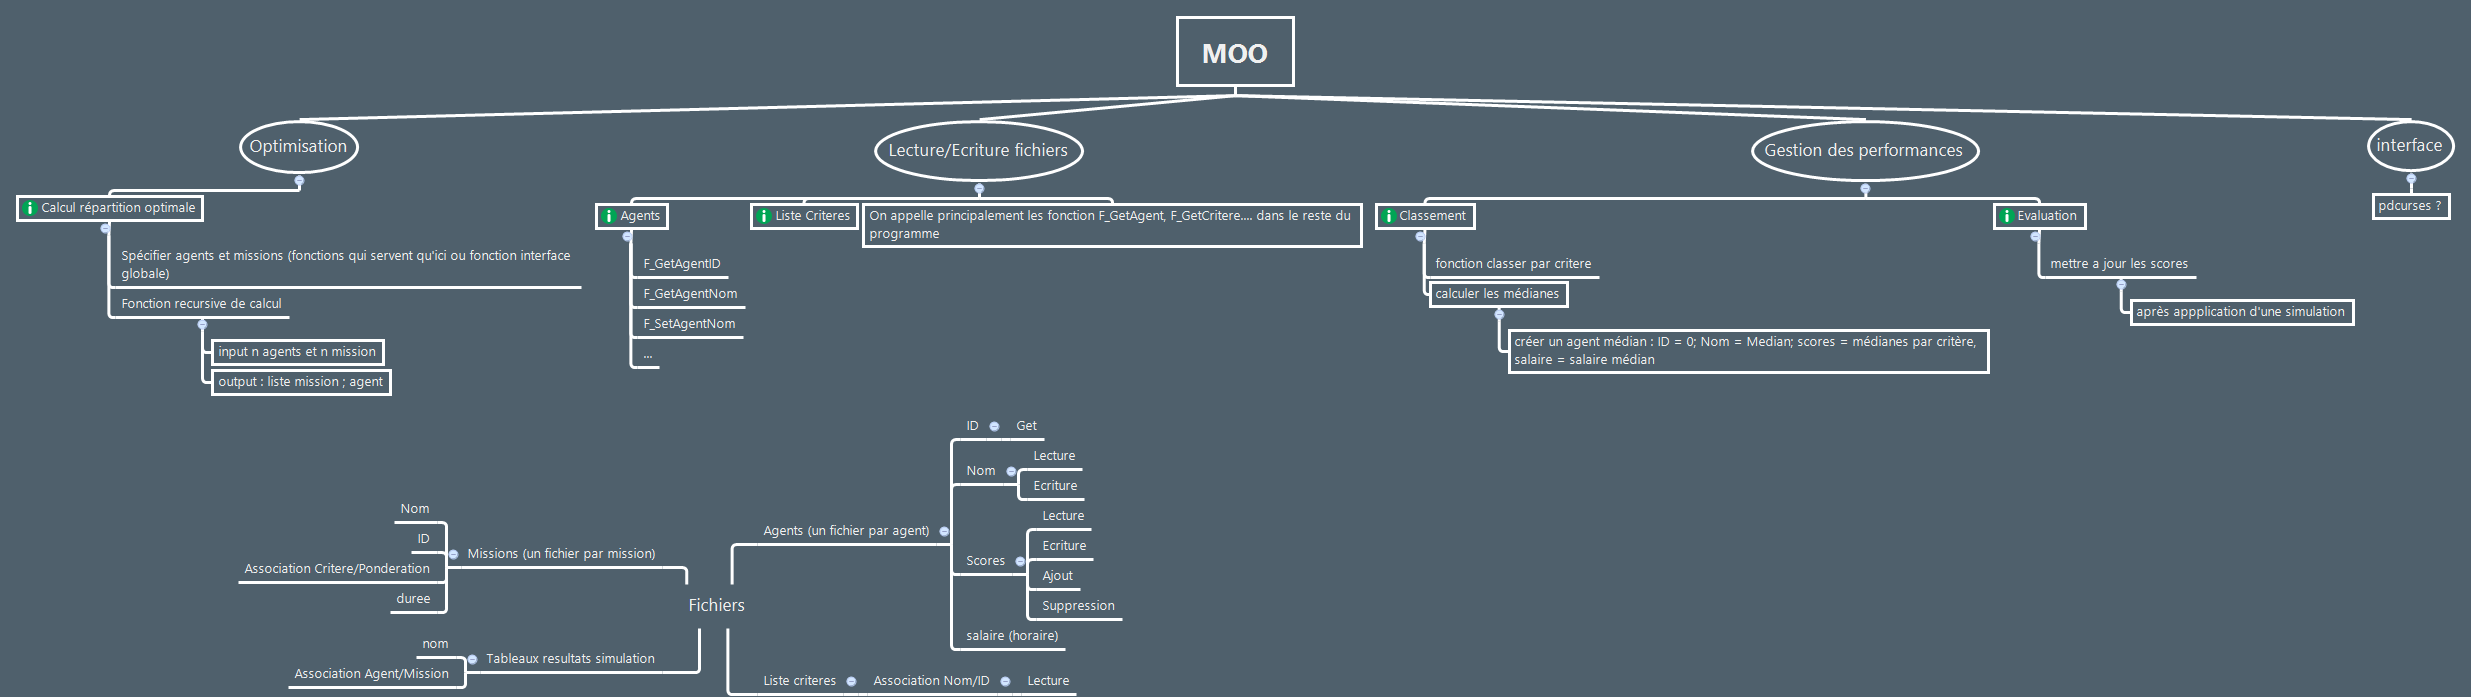 MOO
Optimisation
Calcul répartition optimale
Spécifier agents et missions (fonctions qui servent qu'ici ou fonction interface
globale)
Fonction recursive de calcul
input n agents et n mission
output : liste mission ; agent
Lecture/Ecriture fichiers
Agents
F_GetAgentID
F_GetAgentNom
F_SetAgentNom
...
Liste Criteres
On appelle principalement les fonction F_GetAgent, F_GetCritere.... dans le reste du
programme
Gestion des performances
Classement
fonction classer par critere
calculer les médianes
créer un agent médian : ID = 0; Nom = Median; scores = médianes par critère,
salaire = salaire médian
Evaluation
mettre a jour les scores
après appplication d'une simulation
interface
pdcurses ?
Fichiers
Missions (un fichier par mission)
Nom
ID
Association Critere/Ponderation
duree
Tableaux resultats simulation
nom
Association Agent/Mission
Agents (un fichier par agent)
ID
Get
Nom
Lecture
Ecriture
Scores
Lecture
Ecriture
Ajout
Suppression
salaire (horaire)
Liste criteres
Association Nom/ID
Lecture